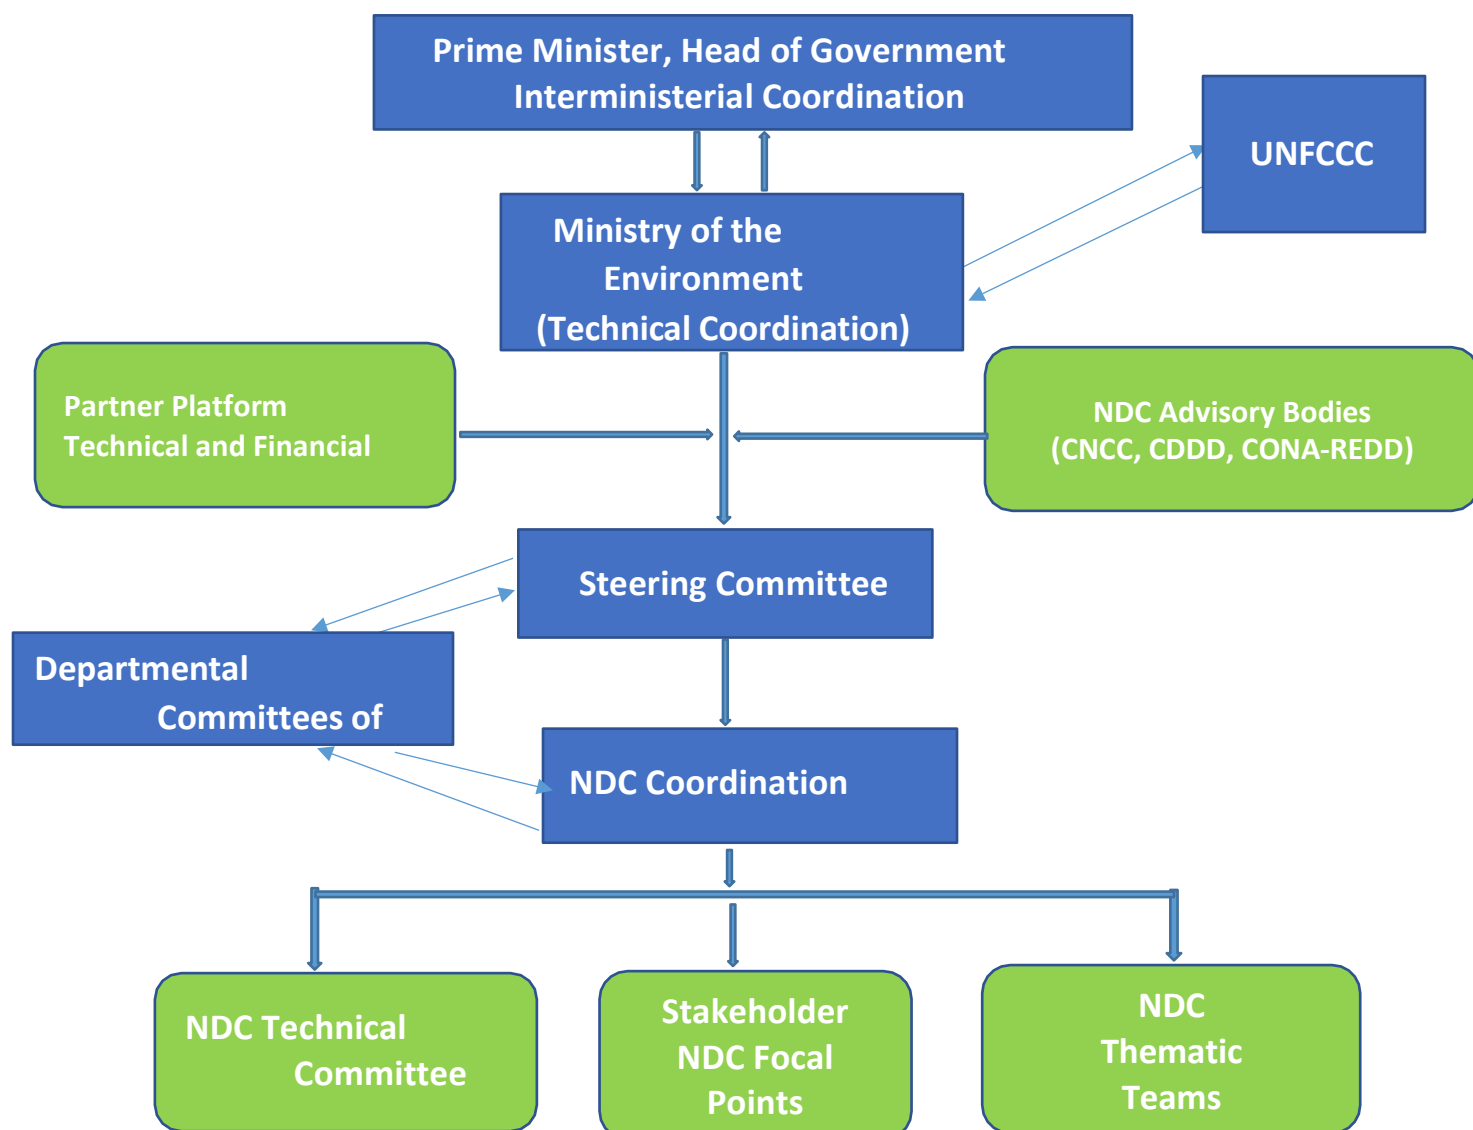 Prime Minister, Head of Government
Interministerial Coordination
UNFCCC
Ministry of the
Environment
(Technical Coordination)
Partner Platform
Technical and Financial
NDC Advisory Bodies
(CNCC, CDDD, CONA-REDD)
Steering Committee
Departmental
Committees of
NDC Coordination
NDC Technical
Committee
Stakeholder
NDC Focal
Points
NDC
Thematic
Teams